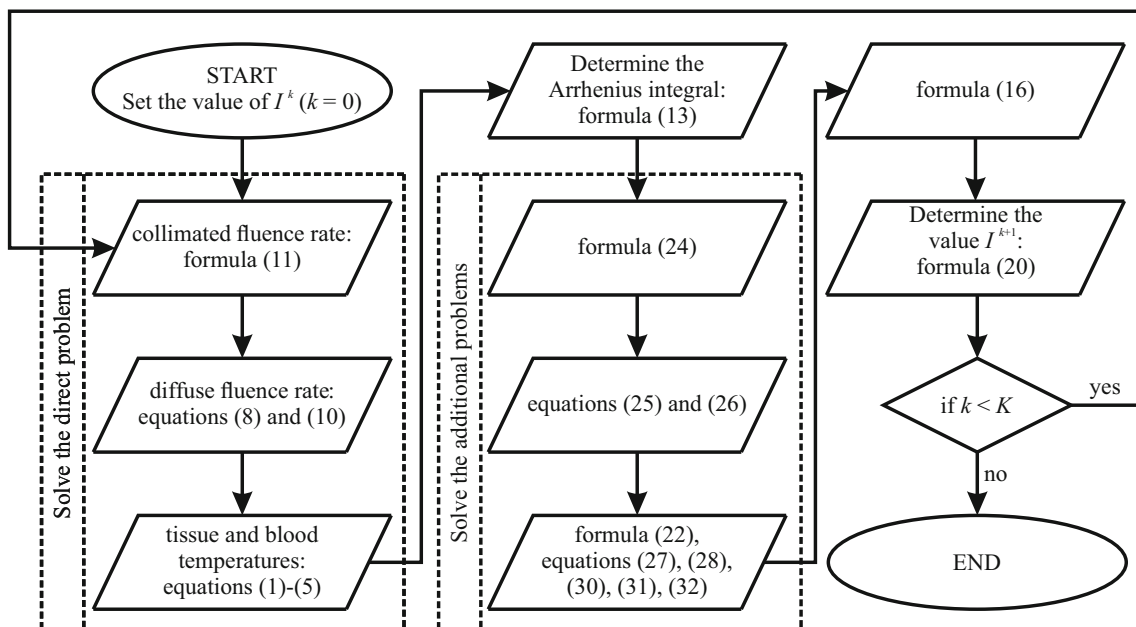 START
Set the value of I^k (k = 0)
Solve the direct problem
collimated fluence rate:
formula (11)
diffuse fluence rate:
equations (8) and (10)
tissue and blood
temperatures:
equations (1)-(5)
Determine the
Arrhenius integral:
formula (13)
Solve the additional problems
formula (24)
equations (25) and (26)
formula (22),
equations (27), (28),
(30), (31), (32)
formula (16)
Determine the
value I^{k+1}:
formula (20)
if k < K
yes
no
END